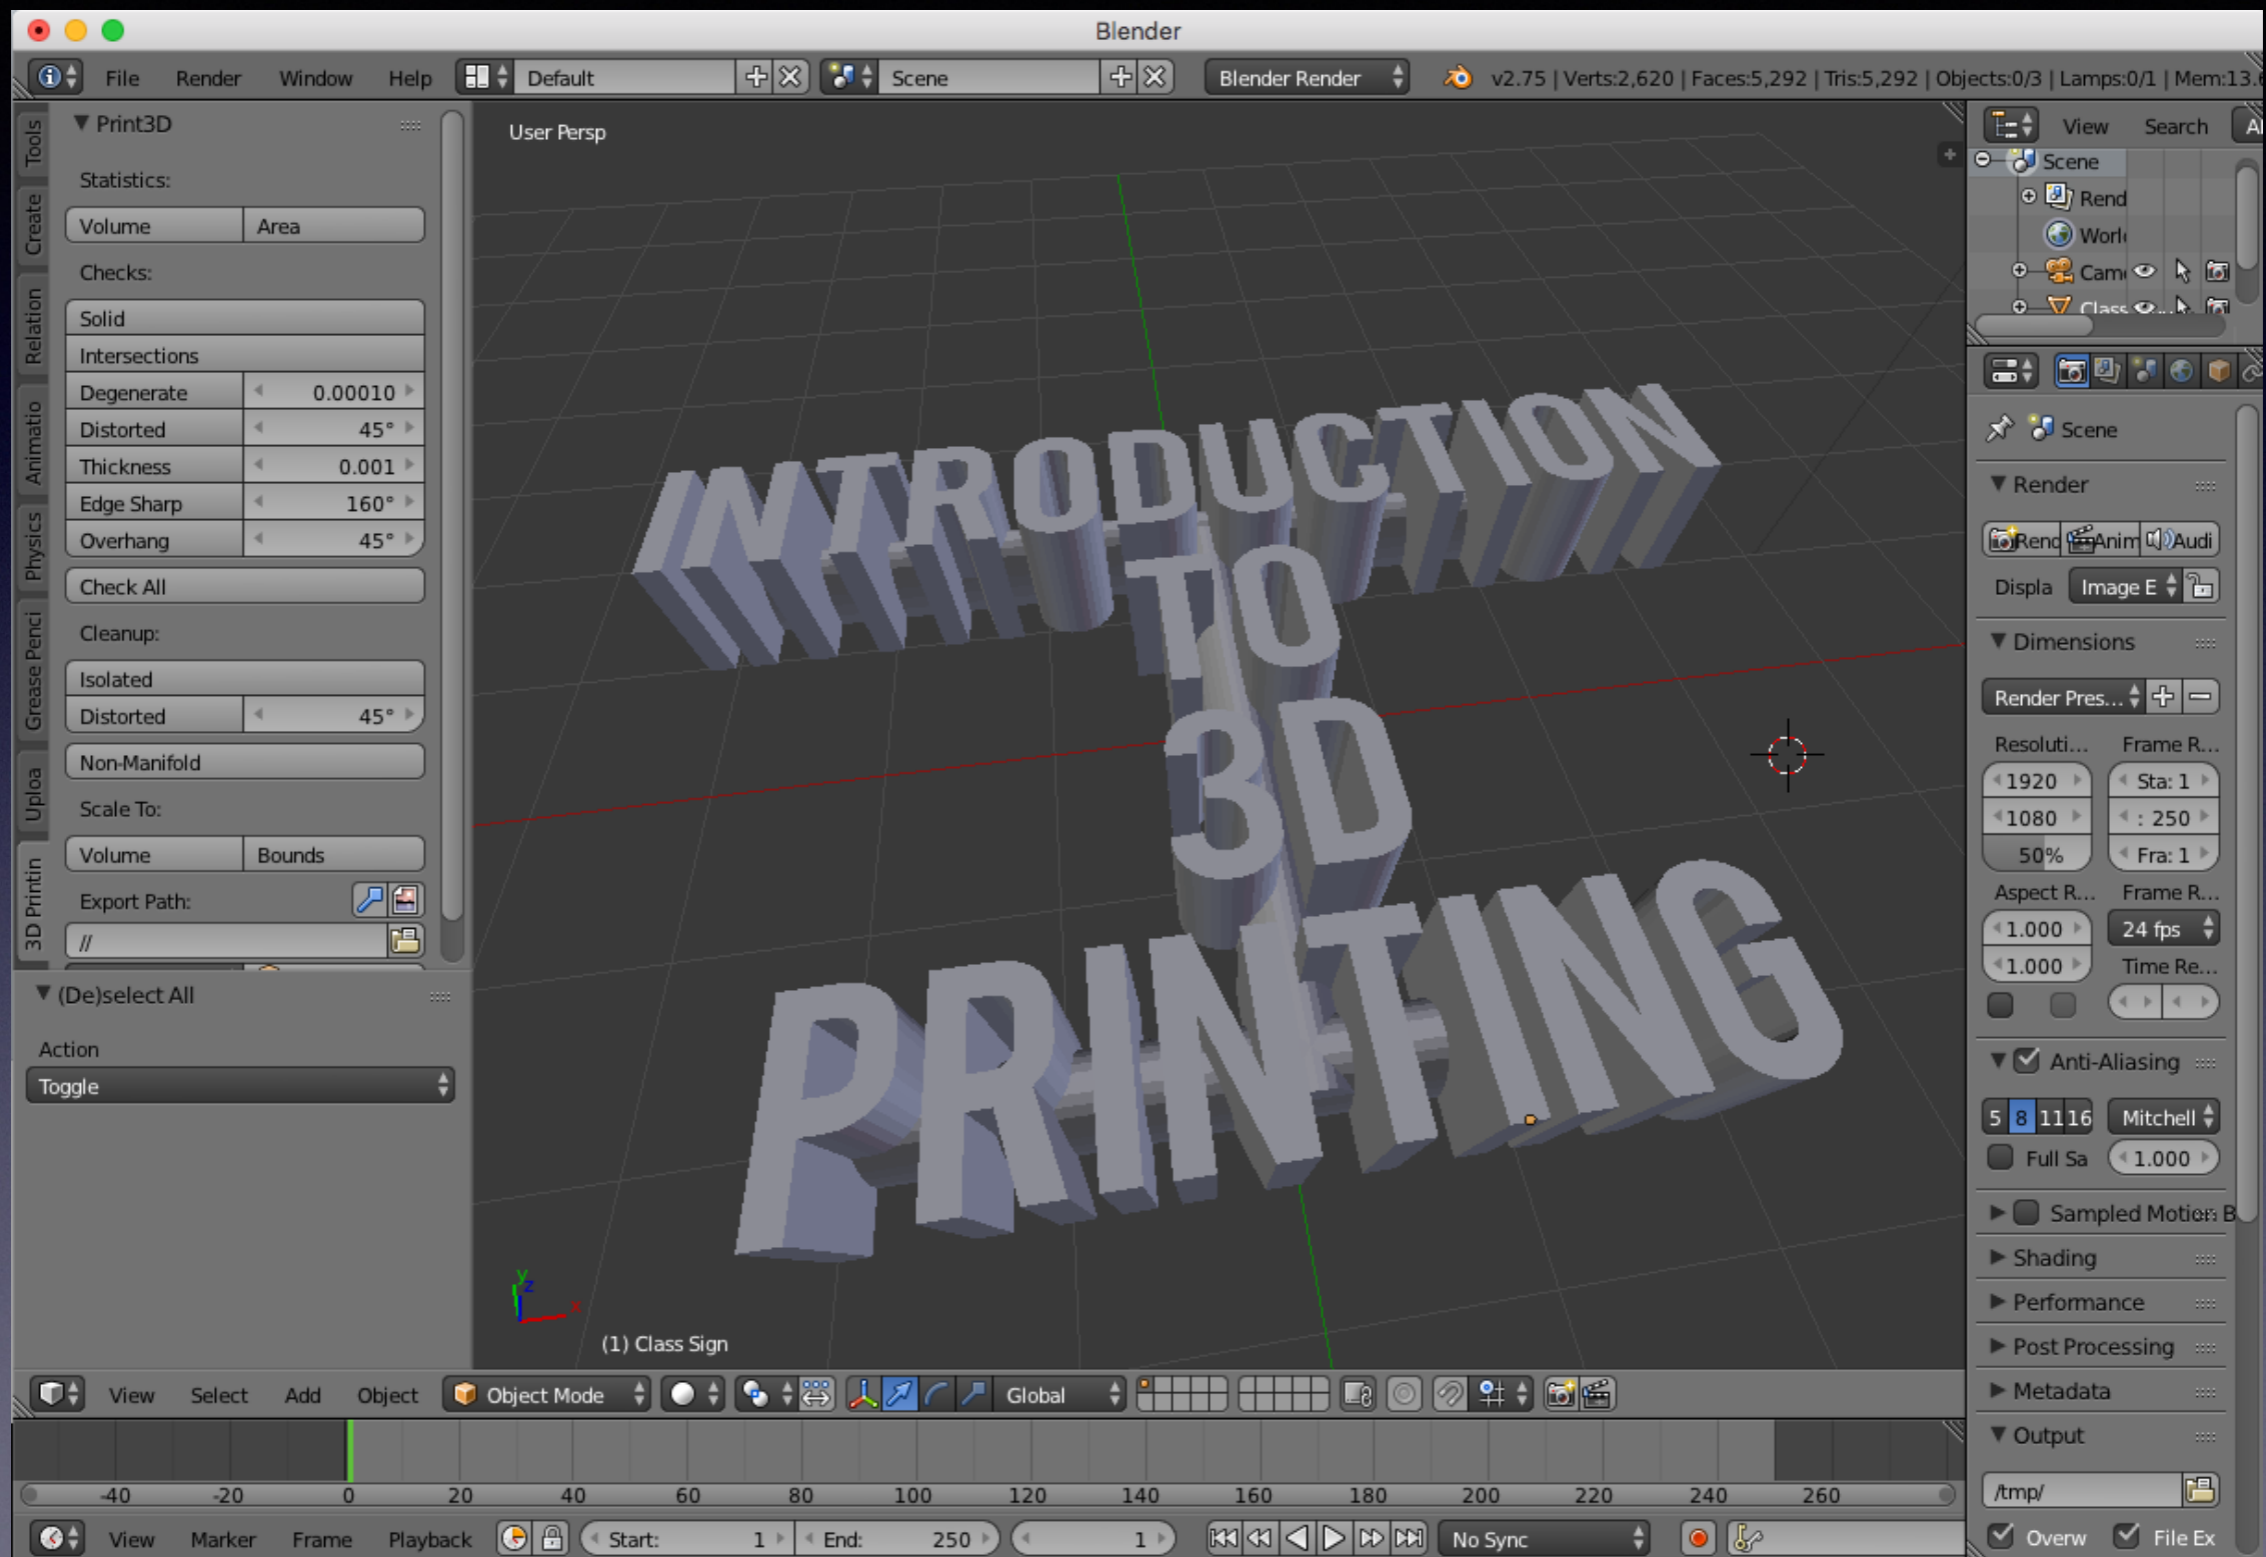 Blender
File Render Window Help Default Scene Blender Render v2.75 | Verts:2,620 | Faces:5,292 | Tris:5,292 | Objects:0/3 | Lamps:0/1 | Mem:13.
Tools
Create
Relation
Animatio
Physics
Grease Penci
Uploa
3D Printin
Print3D
Statistics:
Volume Area
Checks:
Solid
Intersections
Degenerate 0.00010
Distorted 45°
Thickness 0.001
Edge Sharp 160°
Overhang 45°
Check All
Cleanup:
Isolated
Distorted 45°
Non-Manifold
Scale To:
Volume Bounds
Export Path:
//
(De)select All
Action
Toggle
User Persp
INTRODUCTION
TO
3D
PRINTING
y
z
x
(1) Class Sign
View Search
Scene
Rend
Worl
Cam
Class
Scene
Render
Rend Anim Audi
Displa Image E
Dimensions
Render Pres...
Resoluti... Frame R...
1920 Sta: 1
1080 : 250
50% Fra: 1
Aspect R... Frame R...
1.000 24 fps
1.000 Time Re...
Anti-Aliasing
5 8 11 16 Mitchell
Full Sa 1.000
Sampled Motion B
Shading
Performance
Post Processing
Metadata
Output
/tmp/
Overw File Ex
View Select Add Object Object Mode Global
-40 -20 0 20 40 60 80 100 120 140 160 180 200 220 240 260
View Marker Frame Playback Start: 1 End: 250 1 No Sync